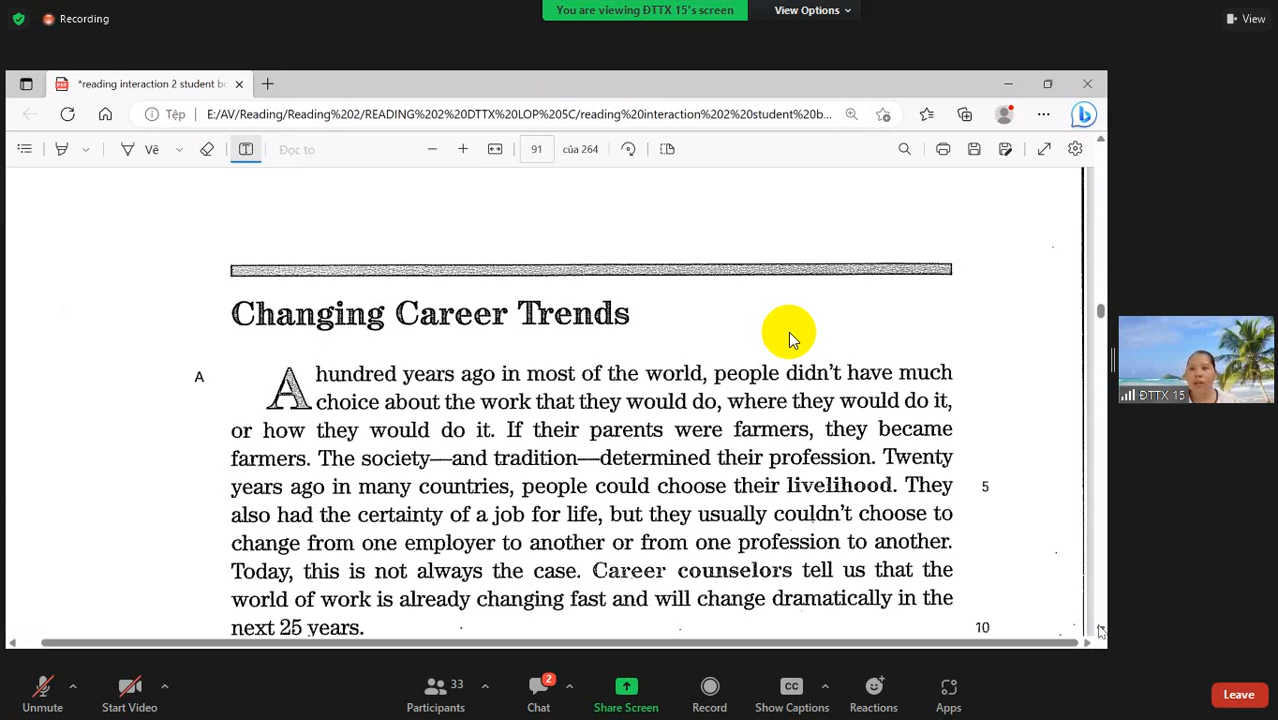 Recording
You are viewing ĐTTX 15's screen
View Options
View
*reading interaction 2 student bo
Tệp
E:/AV/Reading/Reading%202/READING%202%20DTTX%20LOP%205C/reading%20interaction%202%20student%20b...
Vẽ
Đọc to
91
của 264
Changing Career Trends
A
A hundred years ago in most of the world, people didn't have much
choice about the work that they would do, where they would do it,
or how they would do it. If their parents were farmers, they became
farmers. The society—and tradition—determined their profession. Twenty
years ago in many countries, people could choose their livelihood. They 5
also had the certainty of a job for life, but they usually couldn't choose to
change from one employer to another or from one profession to another.
Today, this is not always the case. Career counselors tell us that the
world of work is already changing fast and will change dramatically in the
next 25 years. 10
ĐTTX 15
Unmute
Start Video
33
Participants
2
Chat
Share Screen
Record
CC
Show Captions
Reactions
Apps
Leave